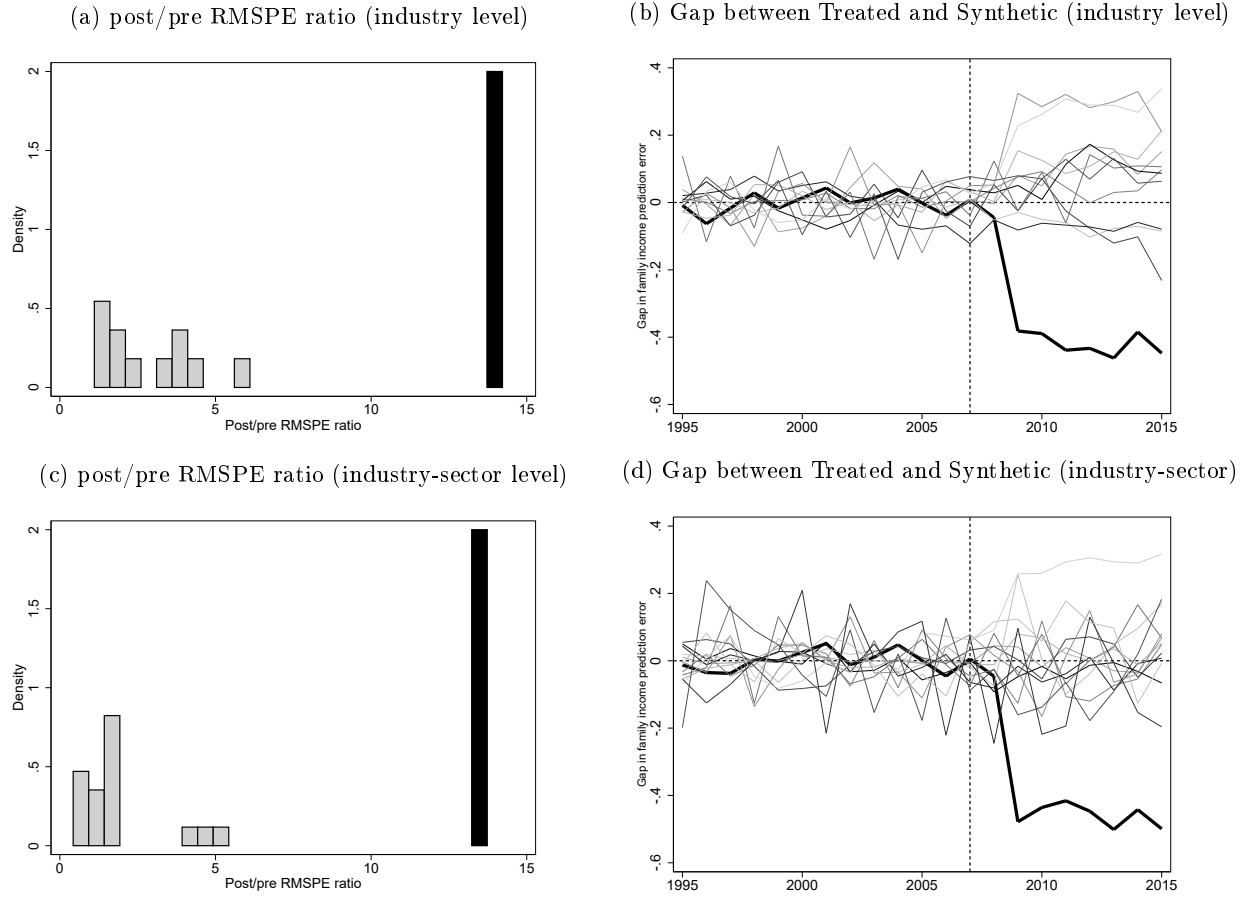 (a) post/pre RMSPE ratio (industry level)
2
1.5
1
.5
0
Density
0 5 10 15
Post/pre RMSPE ratio
(b) Gap between Treated and Synthetic (industry level)
.4
.2
0
-.2
-.4
-.6
Gap in family income prediction error
1995 2000 2005 2010 2015
(c) post/pre RMSPE ratio (industry-sector level)
2
1.5
1
.5
0
Density
0 5 10 15
Post/pre RMSPE ratio
(d) Gap between Treated and Synthetic (industry-sector)
.4
.2
0
-.2
-.4
-.6
Gap in family income prediction error
1995 2000 2005 2010 2015